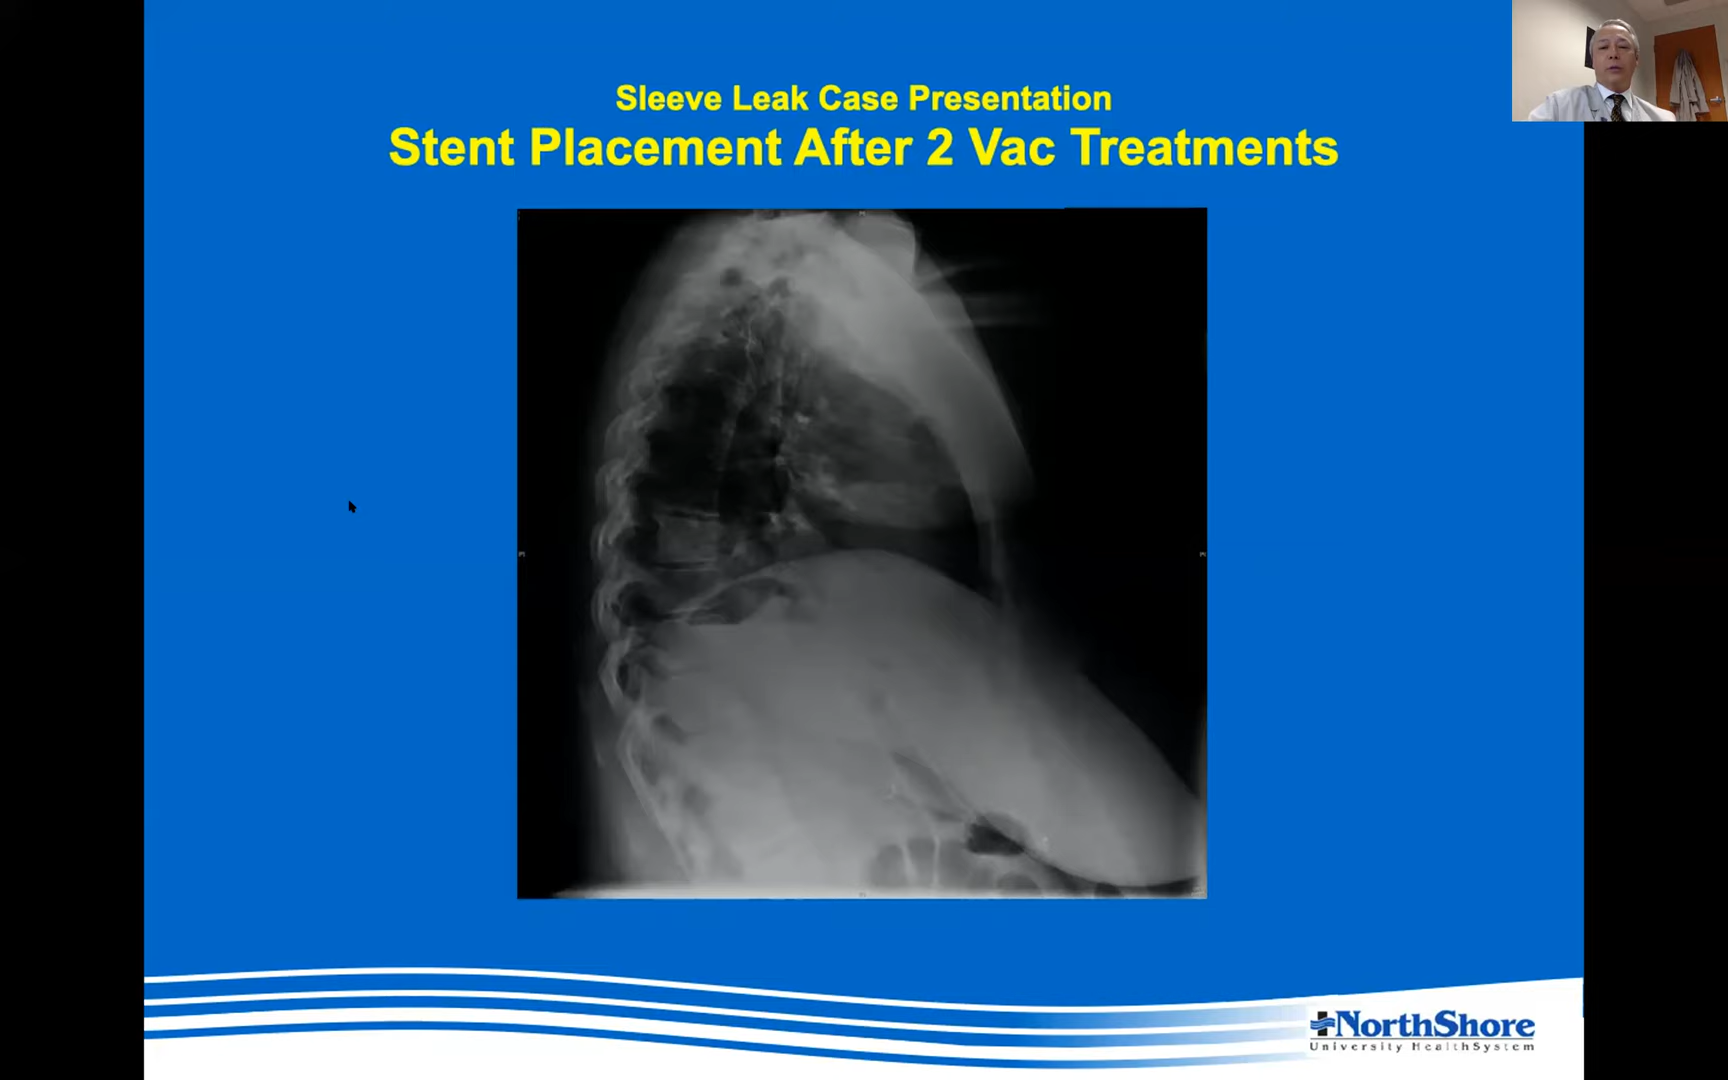 Sleeve Leak Case Presentation
Stent Placement After 2 Vac Treatments
NorthShore
University HealthSystem